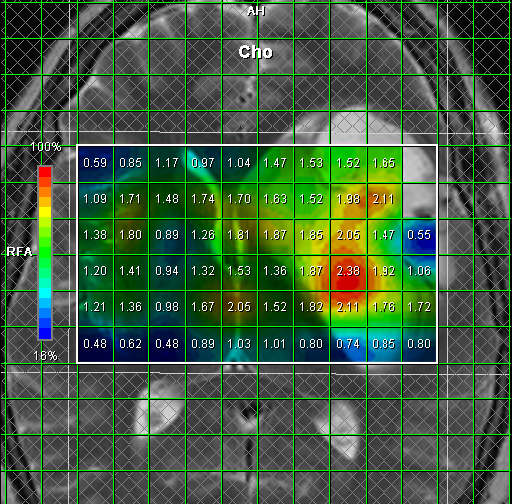 AH
Cho
100%
0.59 0.85 1.17 0.97 1.04 1.47 1.53 1.52 1.65
1.09 1.71 1.48 1.74 1.70 1.63 1.52 1.98 2.11
1.38 1.80 0.89 1.26 1.81 1.87 1.85 2.05 1.47 0.55
RFA
1.20 1.41 0.94 1.32 1.53 1.36 1.87 2.38 1.92 1.06
1.21 1.36 0.98 1.67 2.05 1.52 1.82 2.11 1.76 1.72
0.48 0.62 0.48 0.89 1.03 1.01 0.80 0.74 0.85 0.80
16%